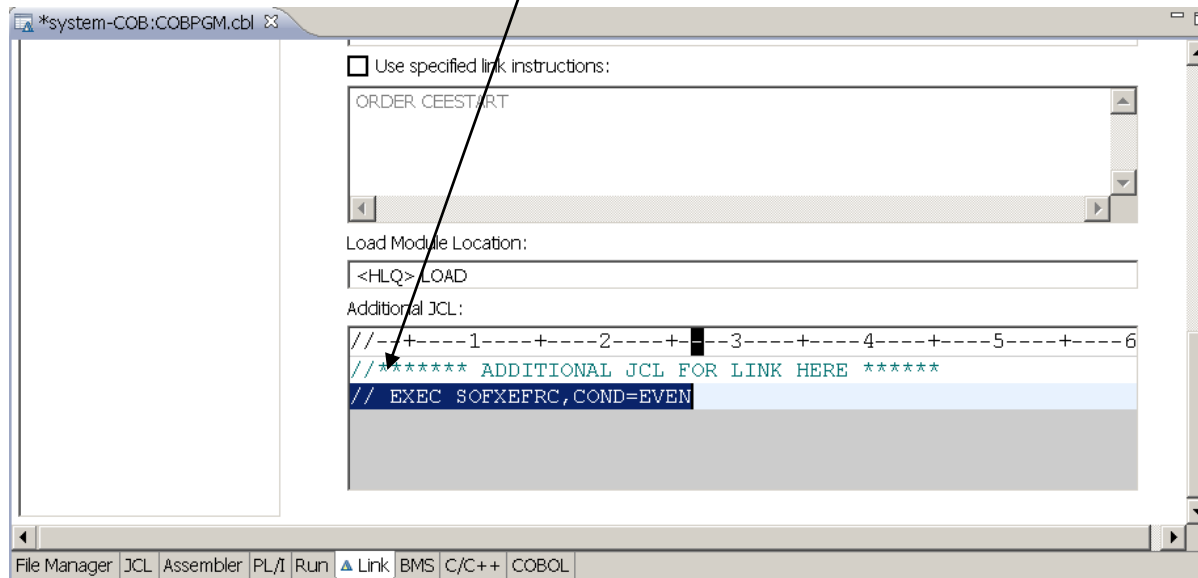 *system-COB:COBPGM.cbl
Use specified link instructions:
ORDER CEESTART
Load Module Location:
<HLQ>.LOAD
Additional JCL:
//--+----1----+----2----+----3----+----4----+----5----+----6
//******* ADDITIONAL JCL FOR LINK HERE ******
// EXEC SOFXEFRC,COND=EVEN
File Manager JCL Assembler PL/I Run Link BMS C/C++ COBOL